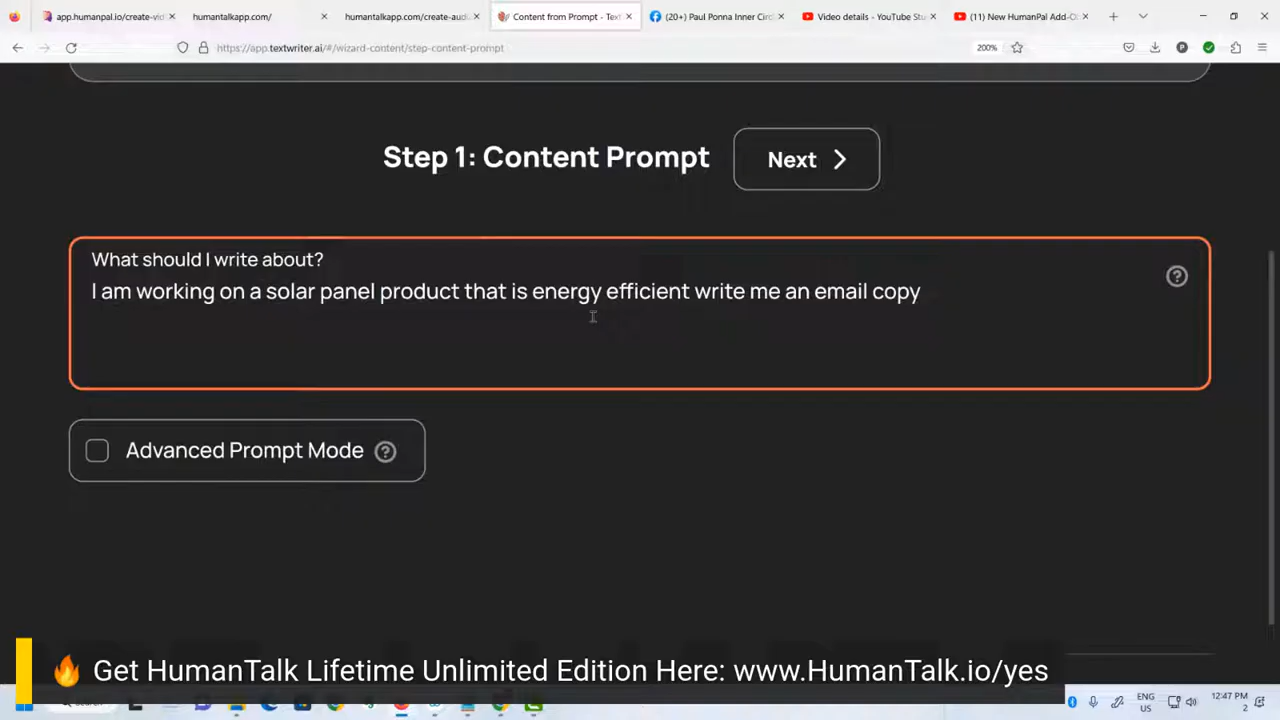 app.humanpal.io/create-vid
humantalkapp.com/
humantalkapp.com/create-audi
Content from Prompt - Text
(20+) Paul Ponna Inner Circ
Video details - YouTube Stu
(11) New HumanPal Add-O
https://app.textwriter.ai/#/wizard-content/step-content-prompt
200%
Step 1: Content Prompt
Next
What should I write about?
I am working on a solar panel product that is energy efficient write me an email copy
Advanced Prompt Mode
🔥 Get HumanTalk Lifetime Unlimited Edition Here: www.HumanTalk.io/yes
ENG
US
12:47 PM